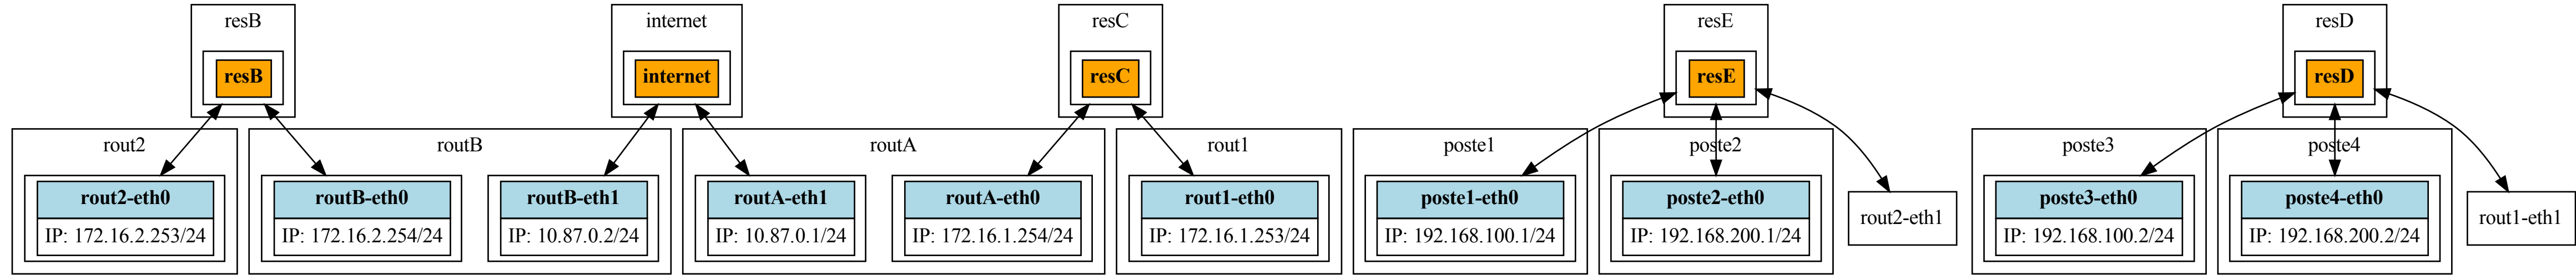 resB
internet
resC
resE
resD
resB
internet
resC
resE
resD
rout2
routB
routA
rout1
poste1
poste2
poste3
poste4
rout2-eth0
IP: 172.16.2.253/24
routB-eth0
IP: 172.16.2.254/24
routB-eth1
IP: 10.87.0.2/24
routA-eth1
IP: 10.87.0.1/24
routA-eth0
IP: 172.16.1.254/24
rout1-eth0
IP: 172.16.1.253/24
poste1-eth0
IP: 192.168.100.1/24
poste2-eth0
IP: 192.168.200.1/24
rout2-eth1
poste3-eth0
IP: 192.168.100.2/24
poste4-eth0
IP: 192.168.200.2/24
rout1-eth1